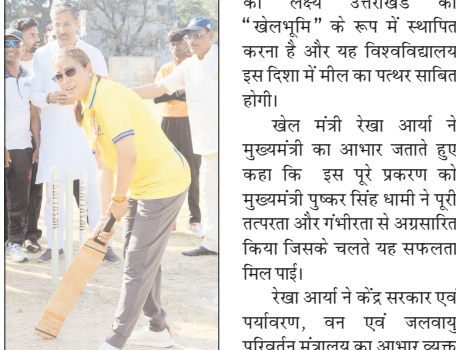 का लक्ष्य उत्तराखंड को
“खेलभूमि” के रूप में स्थापित
करना है और यह विश्वविद्यालय
इस दिशा में मील का पत्थर साबित
होगी।
खेल मंत्री रेखा आर्या ने
मुख्यमंत्री का आभार जताते हुए
कहा कि इस पूरे प्रकरण को
मुख्यमंत्री पुष्कर सिंह धामी ने पूरी
तत्परता और गंभीरता से अग्रसारित
किया जिसके चलते यह सफलता
मिल पाई।
रेखा आर्या ने केंद्र सरकार एवं
पर्यावरण, वन एवं जलवायु
परिवर्तन मंत्रालय का आभार व्यक्त